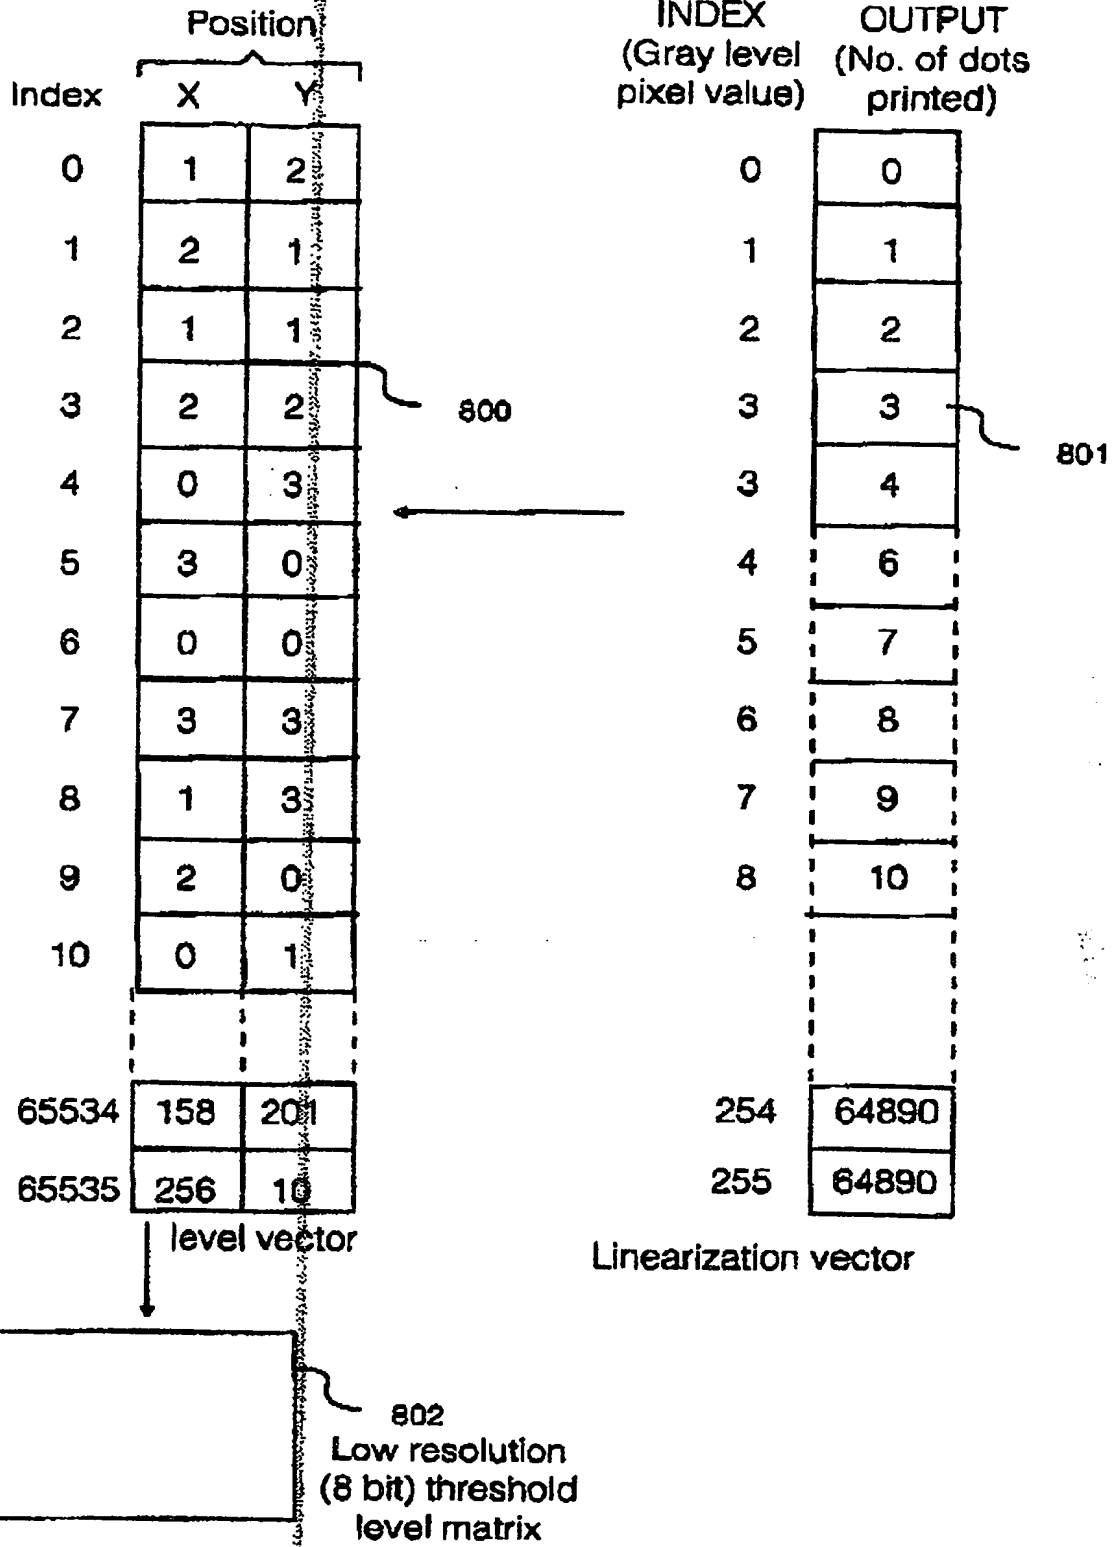 Position
Index X Y
0 1 2
1 2 1
2 1 1
3 2 2
800
4 0 3
5 3 0
6 0 0
7 3 3
8 1 3
9 2 0
10 0 1
65534 158 201
65535 256 10
level vector
INDEX
(Gray level
pixel value)
OUTPUT
(No. of dots
printed)
0 0
1 1
2 2
3 3
801
3 4
4 6
5 7
6 8
7 9
8 10
254 64890
255 64890
Linearization vector
802
Low resolution
(8 bit) threshold
level matrix